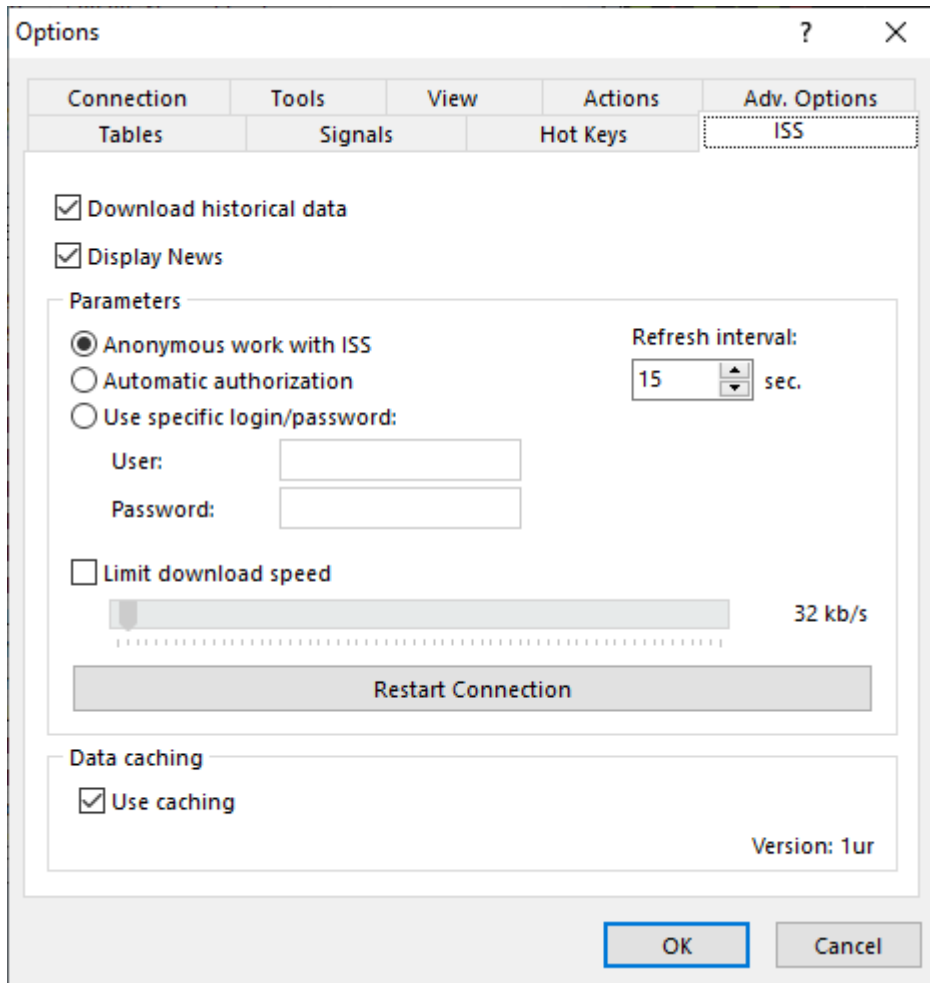 Options
?
Connection Tools View Actions Adv. Options
Tables Signals Hot Keys ISS
Download historical data
Display News
Parameters
Anonymous work with ISS
Refresh interval:
Automatic authorization
15 sec.
Use specific login/password:
User:
Password:
Limit download speed
32 kb/s
Restart Connection
Data caching
Use caching
Version: 1ur
OK Cancel